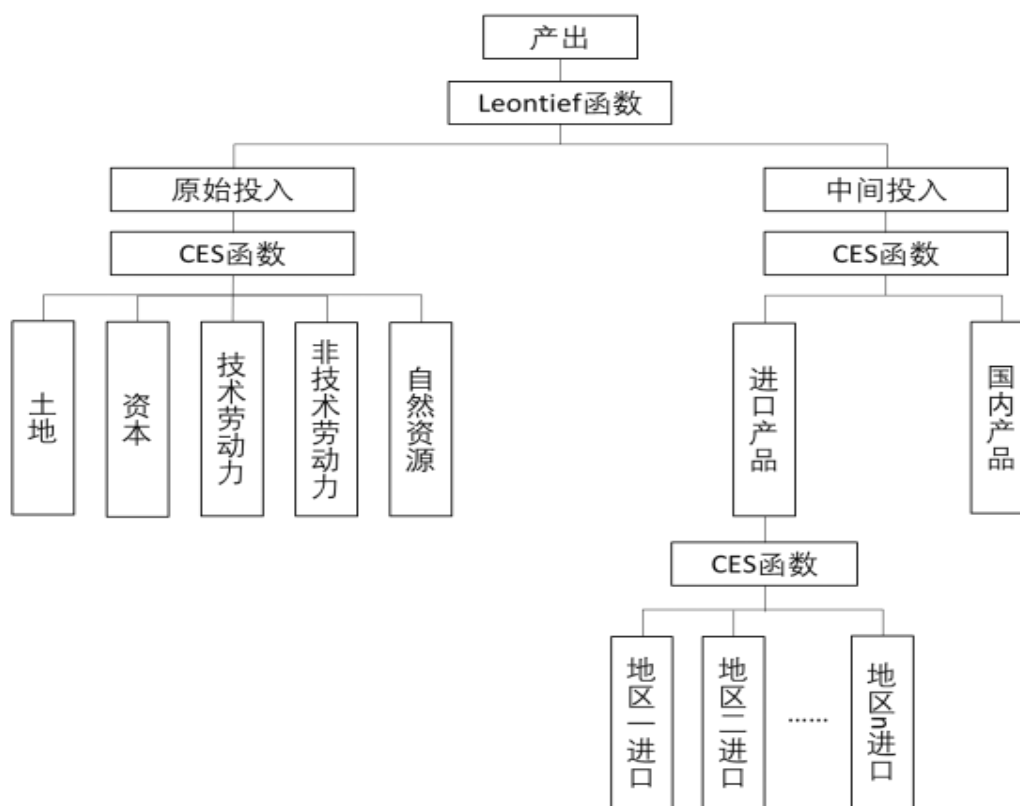 产出
Leontief函数
原始投入
中间投入
CES函数
CES函数
土地
资本
技术劳动力
非技术劳动力
自然资源
进口产品
国内产品
CES函数
地区一进口
地区二进口
……
地区n进口